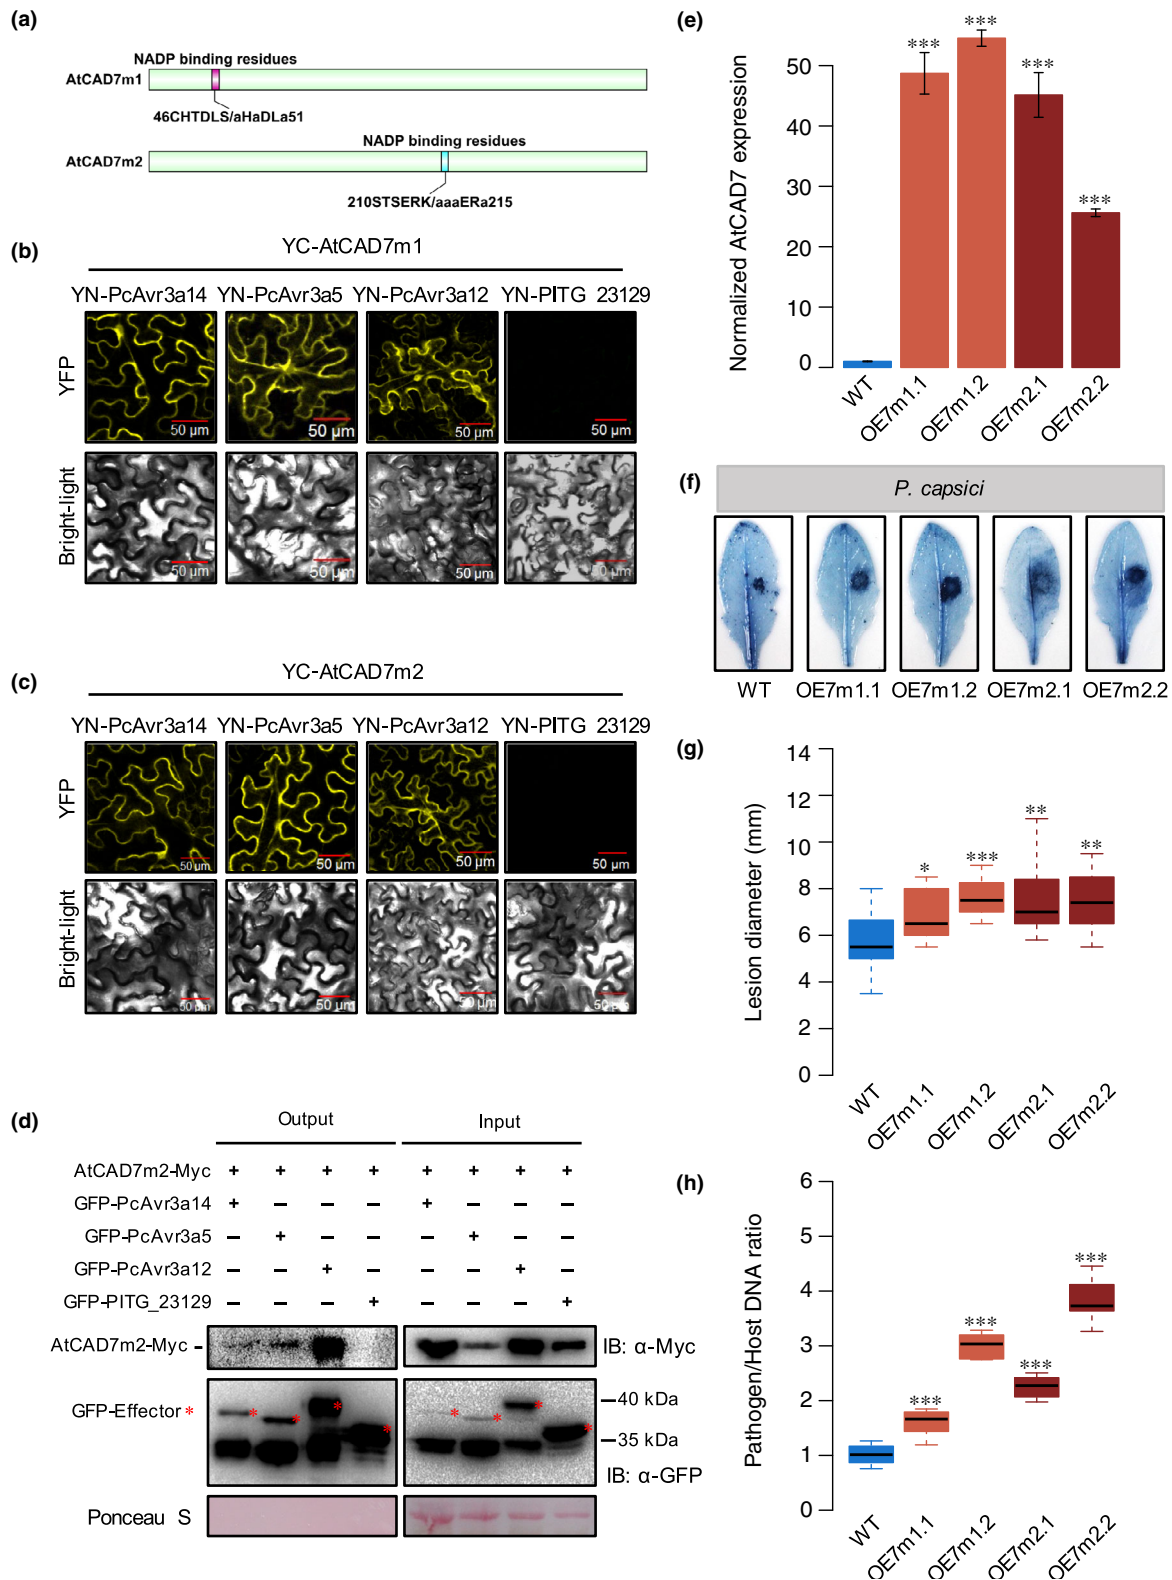 (a)
NADP binding residues
AtCAD7m1
46CHTDLS/aHaDLa51
NADP binding residues
AtCAD7m2
210STSERK/aaaERa215
(b)
YC-AtCAD7m1
YN-PcAvr3a14 YN-PcAvr3a5 YN-PcAvr3a12 YN-PITG 23129
YFP
50 µm 50 µm 50 µm 50 µm
Bright-light
50 µm 50 µm 50 µm 50 µm
(c)
YC-AtCAD7m2
YN-PcAvr3a14 YN-PcAvr3a5 YN-PcAvr3a12 YN-PITG 23129
YFP
50 µm 50 µm 50 µm 50 µm
Bright-light
50 µm 50 µm 50 µm 50 µm
(d)
Output Input
AtCAD7m2-Myc + + + + + + + +
GFP-PcAvr3a14 + – – – + – – –
GFP-PcAvr3a5 – + – – – + – –
GFP-PcAvr3a12 – – + – – – + –
GFP-PITG_23129 – – – + – – – +
AtCAD7m2-Myc - IB: α-Myc
GFP-Effector * * * * * * * * *
40 kDa
35 kDa
IB: α-GFP
Ponceau S
(e)
Normalized AtCAD7 expression
50
40
30
20
10
0
*** *** *** ***
WT OE7m1.1 OE7m1.2 OE7m2.1 OE7m2.2
(f)
P. capsici
WT OE7m1.1 OE7m1.2 OE7m2.1 OE7m2.2
(g)
Lesion diameter (mm)
14
12
10
8
6
4
2
0
* *** ** **
WT OE7m1.1 OE7m1.2 OE7m2.1 OE7m2.2
(h)
Pathogen/Host DNA ratio
6
5
4
3
2
1
0
*** *** *** ***
WT OE7m1.1 OE7m1.2 OE7m2.1 OE7m2.2